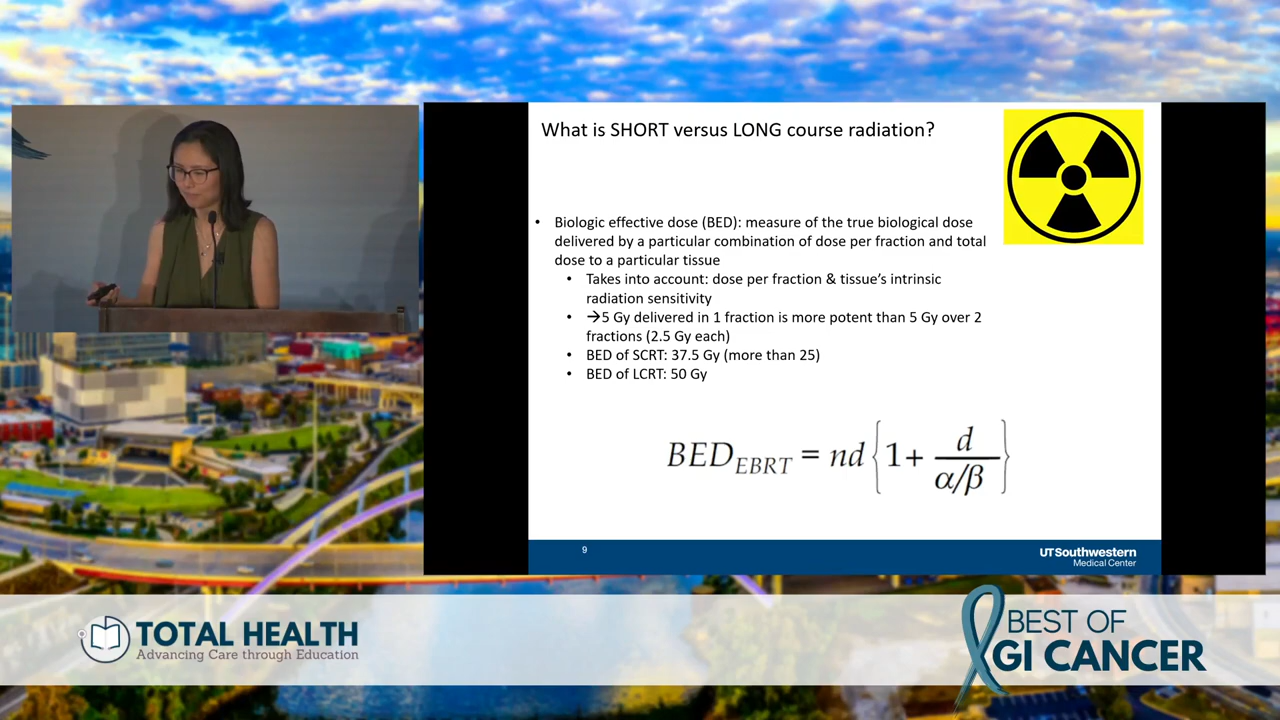 What is SHORT versus LONG course radiation?
• Biologic effective dose (BED): measure of the true biological dose
delivered by a particular combination of dose per fraction and total
dose to a particular tissue
• Takes into account: dose per fraction & tissue's intrinsic
radiation sensitivity
• →5 Gy delivered in 1 fraction is more potent than 5 Gy over 2
fractions (2.5 Gy each)
• BED of SCRT: 37.5 Gy (more than 25)
• BED of LCRT: 50 Gy
BED_EBRT = nd{1+ d/(α/β)}
9
UTSouthwestern
Medical Center
TOTAL HEALTH
Advancing Care through Education
BEST OF
GI CANCER